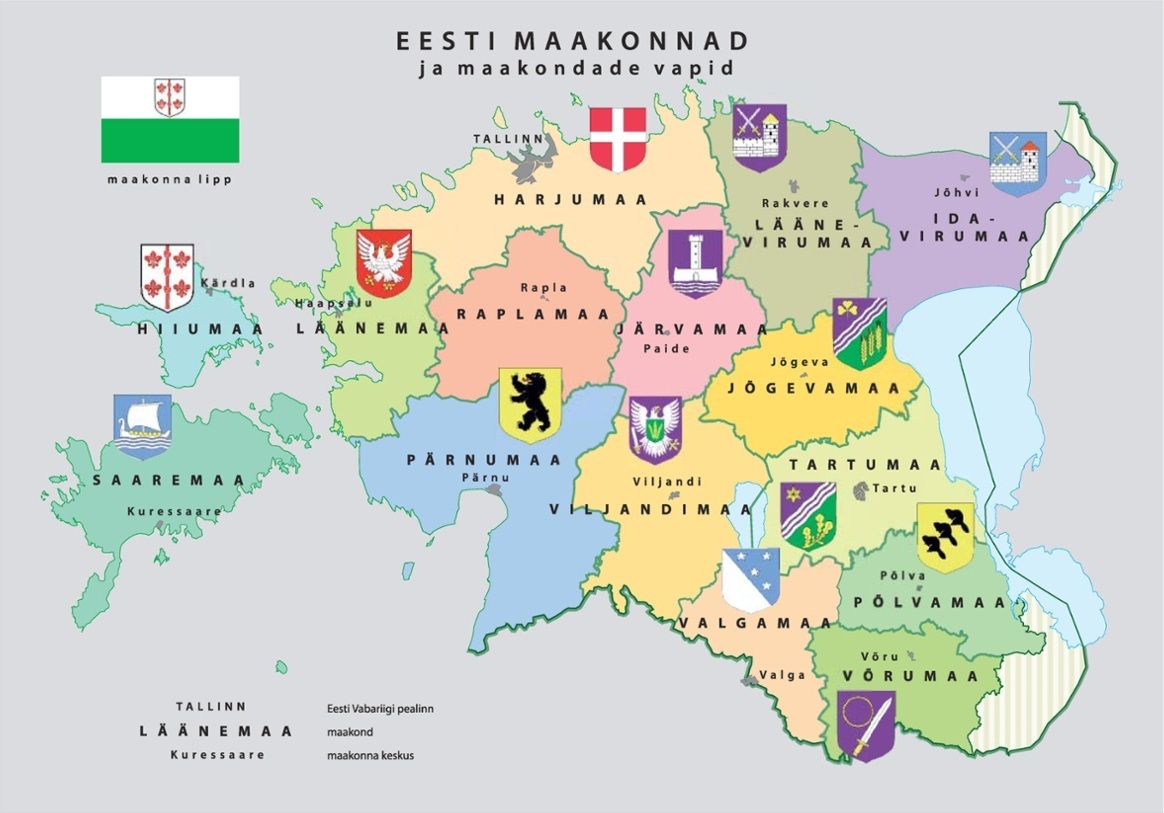 EESTI MAAKONNAD
ja maakondade vapid
maakonna lipp
TALLINN
HARJUMAA
Rakvere
LÄÄNE-
VIRUMAA
Jõhvi
IDA-
VIRUMAA
Kärdla
HIIUMAA
Haapsalu
LÄÄNEMAA
Rapla
RAPLAMAA
JÄRVAMAA
Paide
Jõgeva
JÕGEVAMAA
SAAREMAA
Kuressaare
PÄRNUMAA
Pärnu
Viljandi
VILJANDIMAA
TARTUMAA
Tartu
Põlva
PÕLVAMAA
VALGAMAA
Valga
Võru
VÕRUMAA
TALLINN Eesti Vabariigi pealinn
LÄÄNEMAA maakond
Kuressaare maakonna keskus